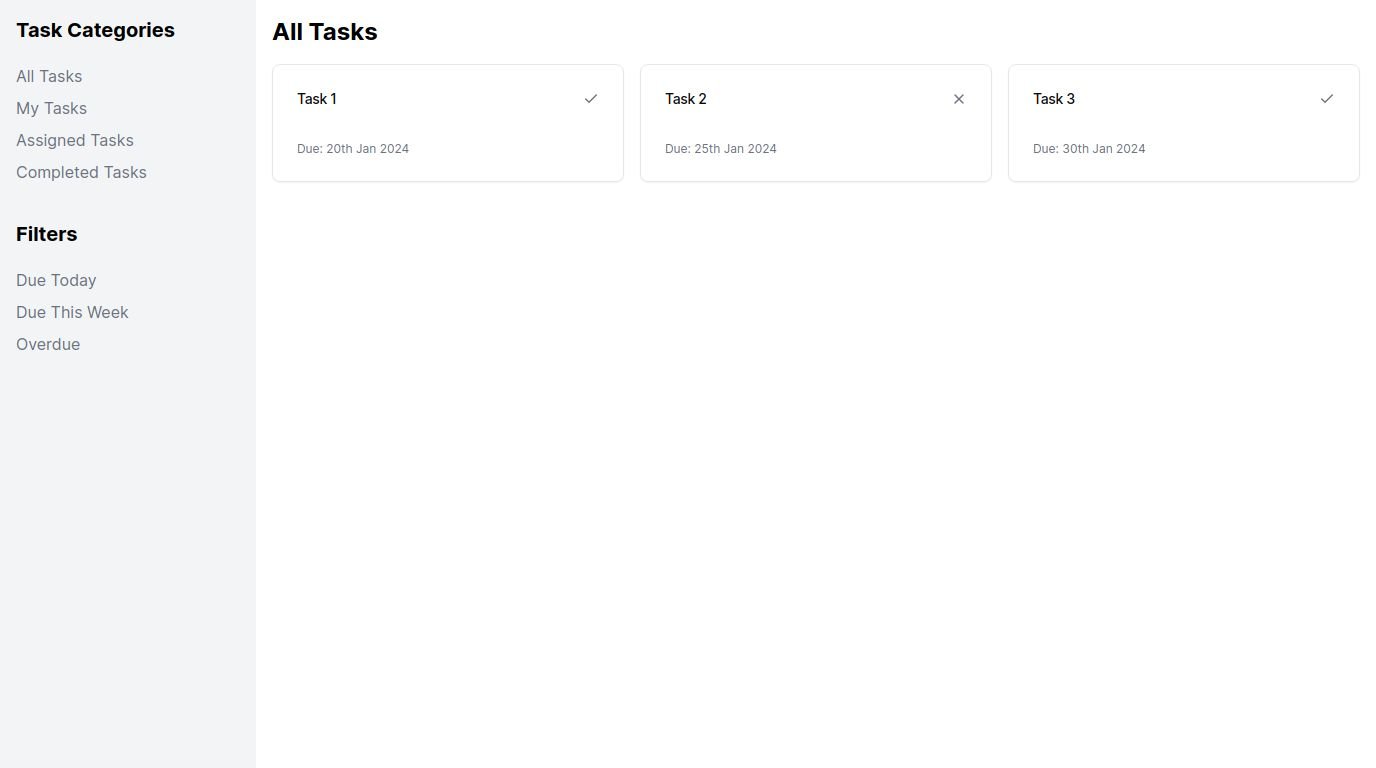 Task Categories
All Tasks
My Tasks
Assigned Tasks
Completed Tasks
Filters
Due Today
Due This Week
Overdue
All Tasks
Task 1
Due: 20th Jan 2024
Task 2
Due: 25th Jan 2024
Task 3
Due: 30th Jan 2024